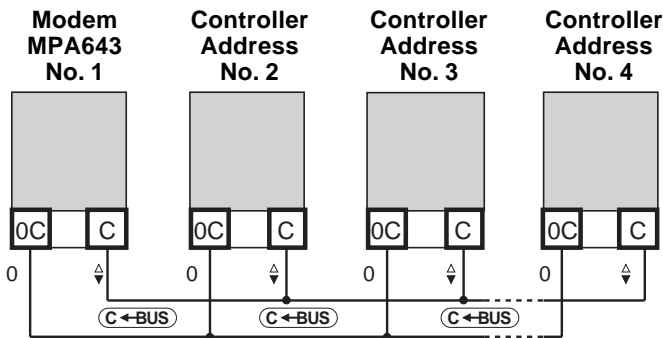 Modem
MPA643
No. 1
Controller
Address
No. 2
Controller
Address
No. 3
Controller
Address
No. 4
0C C 0C C 0C C 0C C
0 0 0 0
C BUS C BUS C BUS